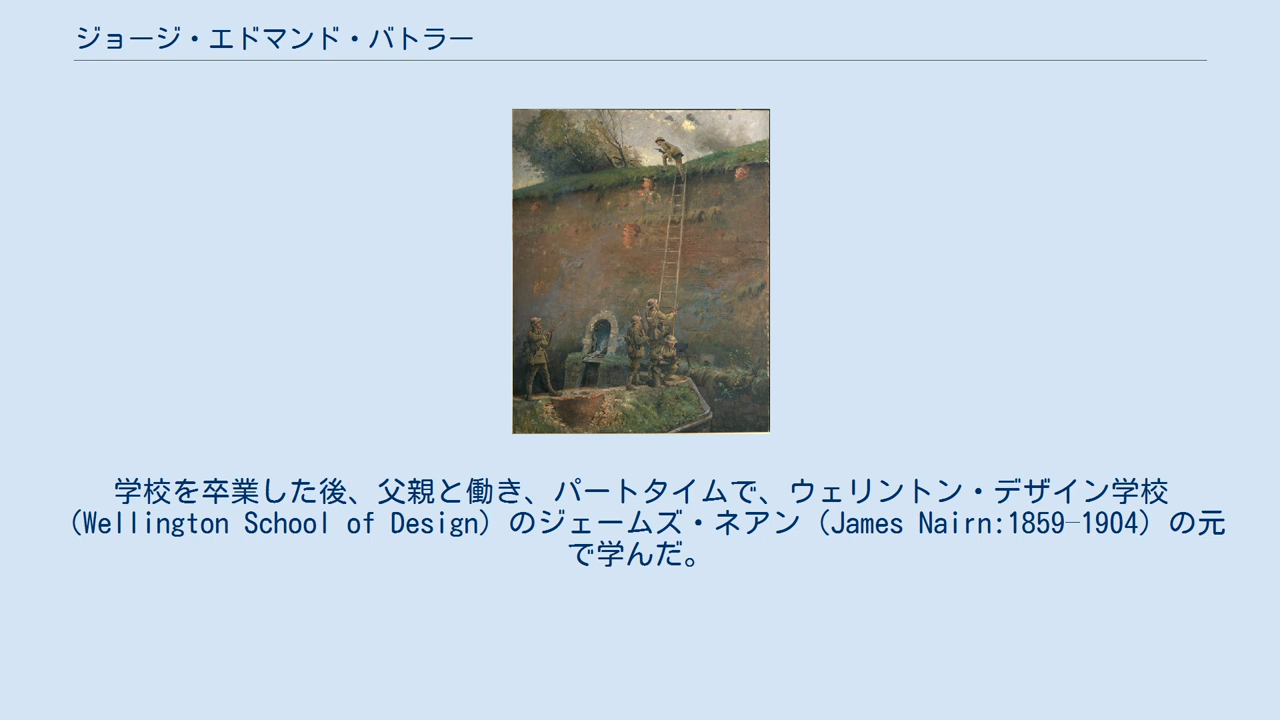 ジョージ・エドマンド・バトラー
学校を卒業した後、父親と働き、パートタイムで、ウェリントン・デザイン学校
(Wellington School of Design) のジェームズ・ネアン (James Nairn:1859–1904) の元
で学んだ。